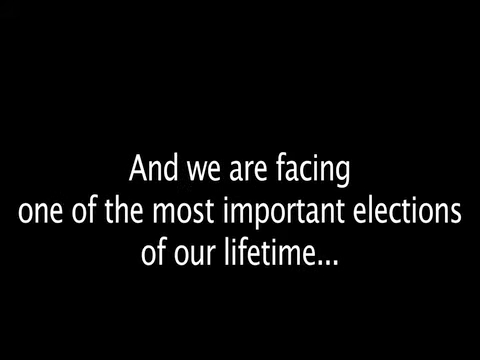 And we are facing
one of the most important elections
of our lifetime...